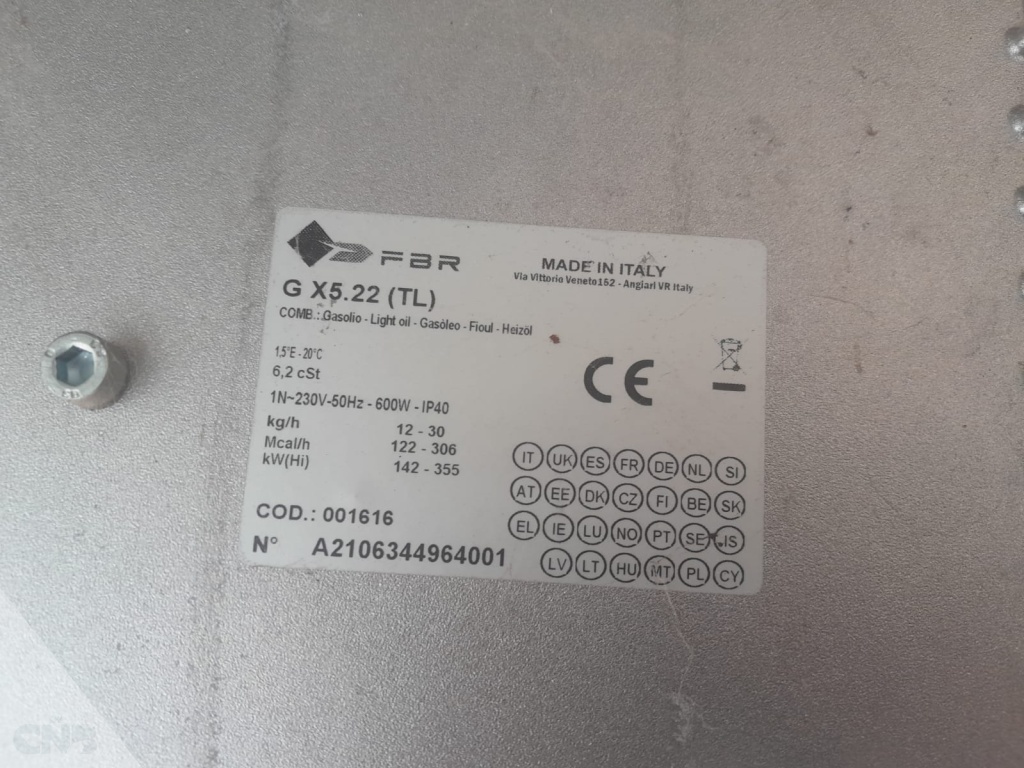 FBR
MADE IN ITALY
Via Vittorio Veneto 152 - Angiari VR Italy
G X5.22 (TL)
COMB.: Gasolio - Light oil - Gasòleo - Fioul - Heizöl
1,5°E - 20°C
6,2 cSt
CE
1N~230V-50Hz - 600W - IP40
kg/h 12 - 30
Mcal/h 122 - 306
kW(Hi) 142 - 355
IT UK ES FR DE NL SI
AT EE DK CZ FI BE SK
EL IE LU NO PT SE IS
LV LT HU MT PL CY
COD.: 001616
N° A2106344964001